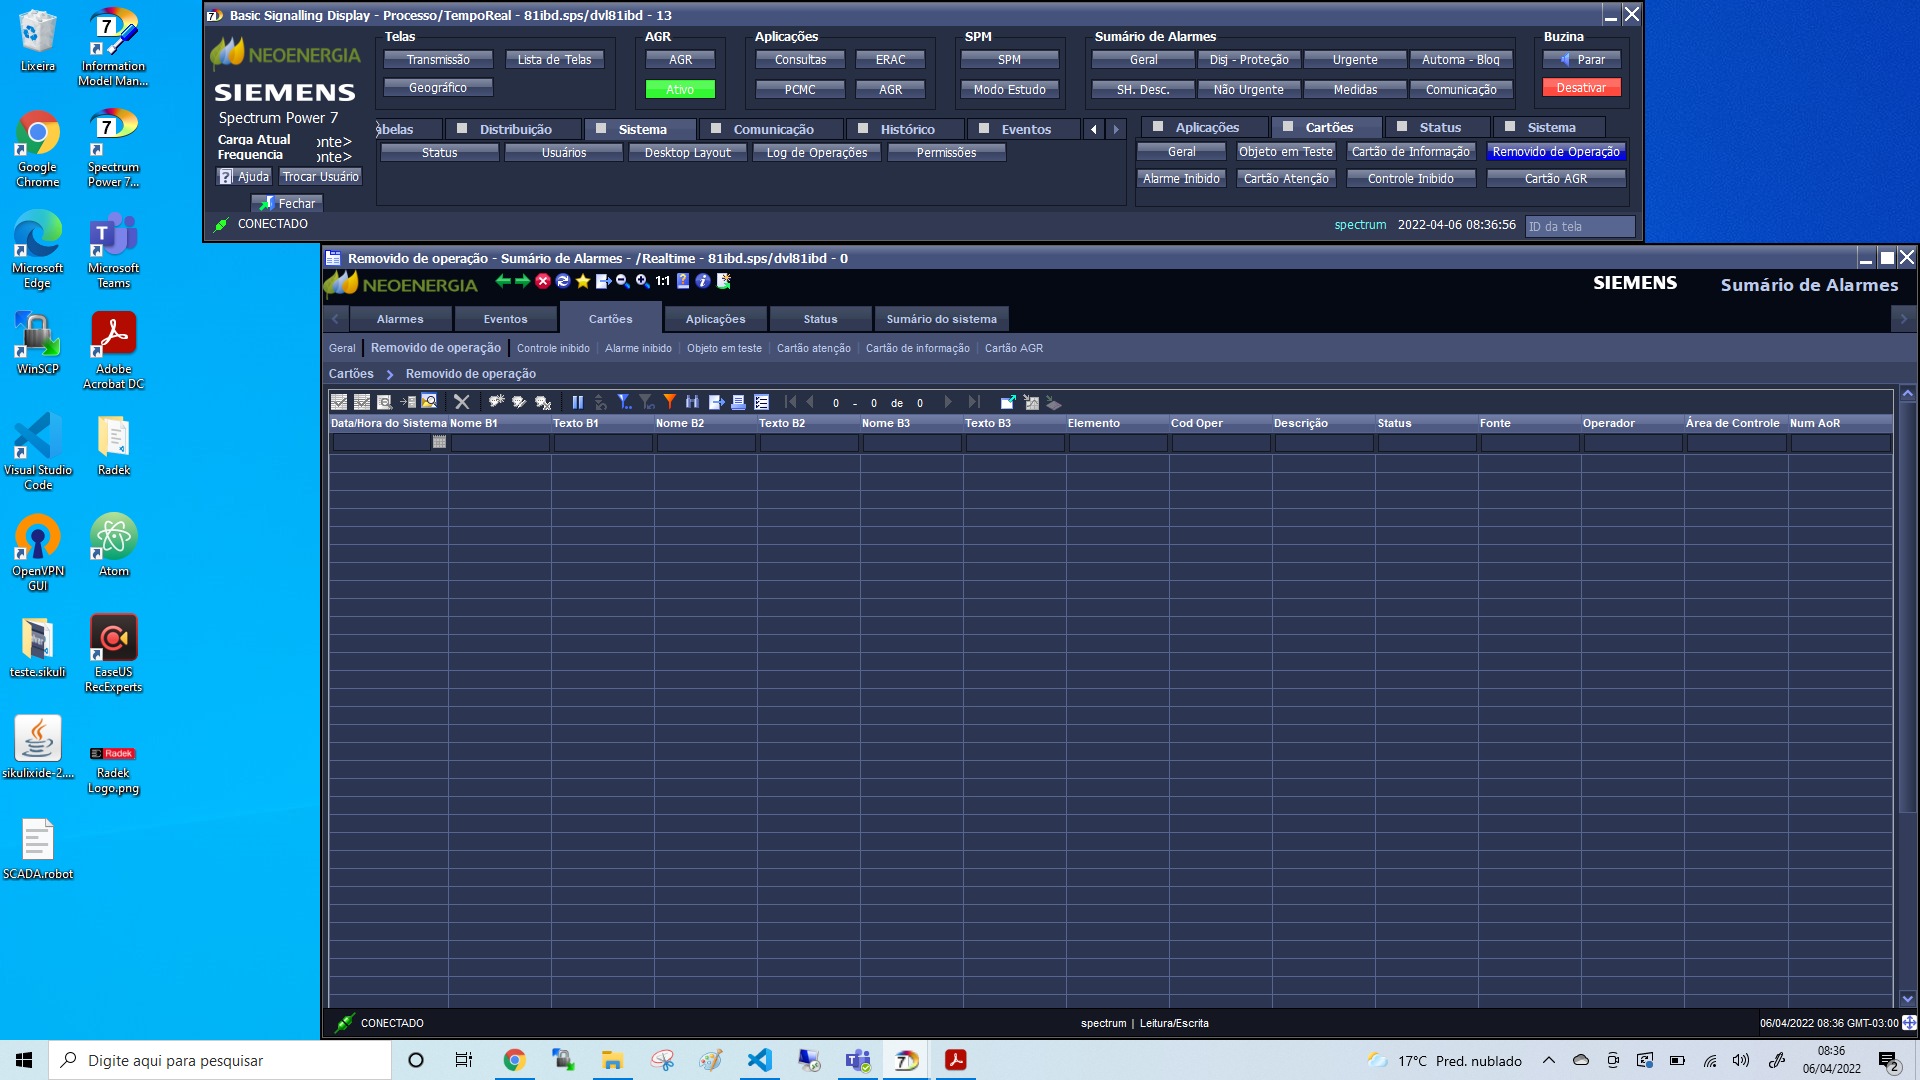 Lixeira
Information
Model Man...
Google
Chrome
Spectrum
Power 7...
Microsoft
Edge
Microsoft
Teams
WinSCP
Adobe
Acrobat DC
Visual Studio
Code
Radek
OpenVPN
GUI
Atom
teste.sikuli
EaseUS
RecExperts
sikulixide-2....
Radek
Radek
Logo.png
SCADA.robot
Basic Signalling Display - Processo/TempoReal - 81ibd.sps/dvl81ibd - 13
NEOENERGIA
SIEMENS
Spectrum Power 7
Carga Atual onte>
Frequencia onte>
Ajuda Trocar Usuário
Fechar
CONECTADO
Telas
Transmissão Lista de Telas
Geográfico
AGR
AGR
Ativo
Aplicações
Consultas ERAC
PCMC AGR
SPM
SPM
Modo Estudo
Sumário de Alarmes
Geral Disj - Proteção Urgente Automa - Bloq
SH. Desc. Não Urgente Medidas Comunicação
Buzina
Parar
Desativar
abelas Distribuição Sistema Comunicação Histórico Eventos
Status Usuários Desktop Layout Log de Operações Permissões
Aplicações Cartões Status Sistema
Geral Objeto em Teste Cartão de Informação Removido de Operação
Alarme Inibido Cartão Atenção Controle Inibido Cartão AGR
spectrum 2022-04-06 08:36:56 ID da tela
Removido de operação - Sumário de Alarmes - /Realtime - 81ibd.sps/dvl81ibd - 0
NEOENERGIA 1:1 SIEMENS Sumário de Alarmes
Alarmes Eventos Cartões Aplicações Status Sumário do sistema
Geral Removido de operação Controle inibido Alarme inibido Objeto em teste Cartão atenção Cartão de informação Cartão AGR
Cartões Removido de operação
0 - 0 de 0
Data/Hora do Sistema Nome B1 Texto B1 Nome B2 Texto B2 Nome B3 Texto B3 Elemento Cod Oper Descrição Status Fonte Operador Área de Controle Num AoR
CONECTADO spectrum | Leitura/Escrita 06/04/2022 08:36 GMT-03:00
Digite aqui para pesquisar
17°C Pred. nublado
08:36
06/04/2022
2